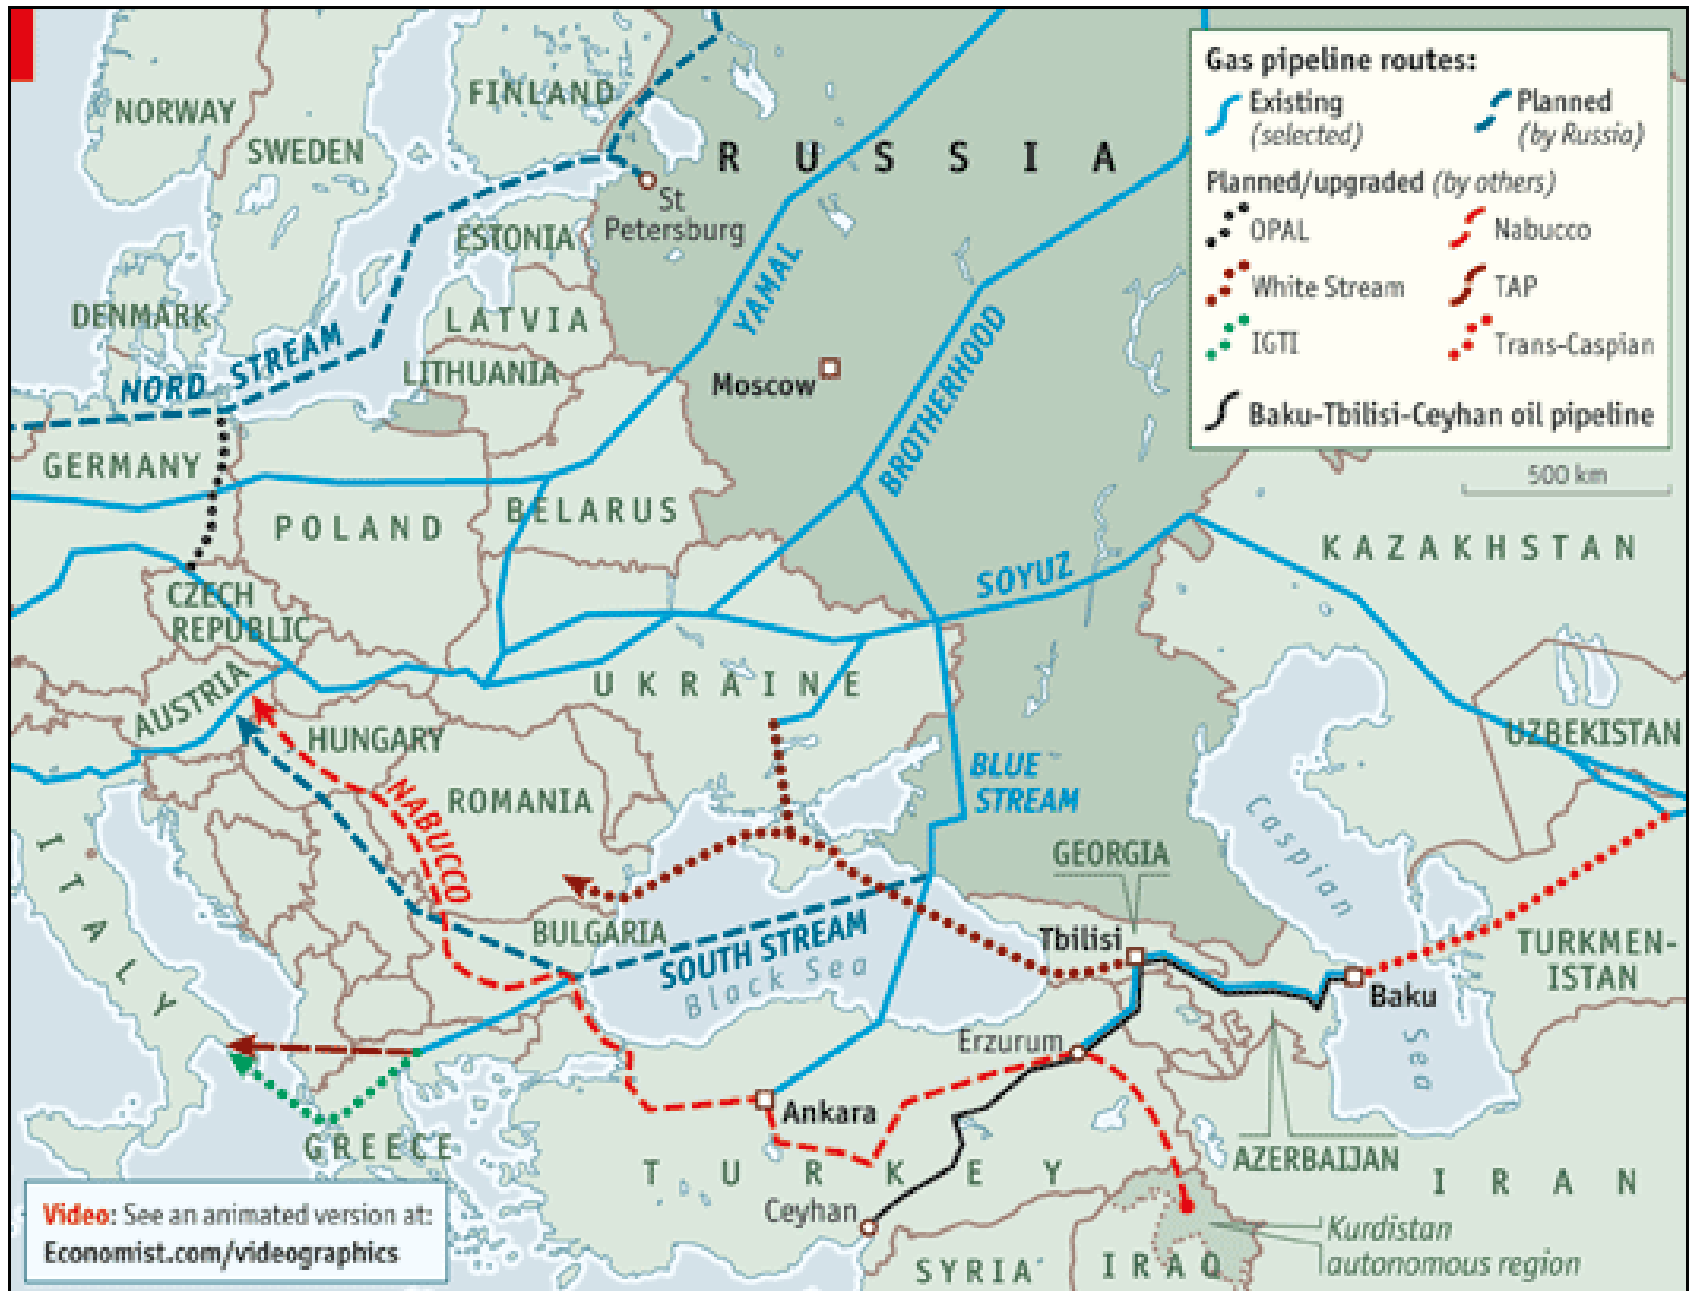 NORWAY
SWEDEN
FINLAND
RUSSIA
St
Petersburg
ESTONIA
LATVIA
LITHUANIA
DENMARK
NORD STREAM
YAMAL
Moscow
BROTHERHOOD
GERMANY
POLAND
BELARUS
CZECH
REPUBLIC
AUSTRIA
HUNGARY
UKRAINE
SOYUZ
KAZAKHSTAN
UZBEKISTAN
ROMANIA
NABUCCO
BLUE
STREAM
GEORGIA
Caspian
Sea
ITALY
BULGARIA
SOUTH STREAM
Black Sea
Tbilisi
Baku
TURKMEN-
ISTAN
Erzurum
Ankara
GREECE
TURKEY
Ceyhan
AZERBAIJAN
IRAN
SYRIA
IRAQ
Kurdistan
autonomous region
Gas pipeline routes:
Existing
(selected)
Planned
(by Russia)
Planned/upgraded (by others)
OPAL
Nabucco
White Stream
TAP
IGTI
Trans-Caspian
Baku-Tbilisi-Ceyhan oil pipeline
500 km
Video: See an animated version at:
Economist.com/videographics